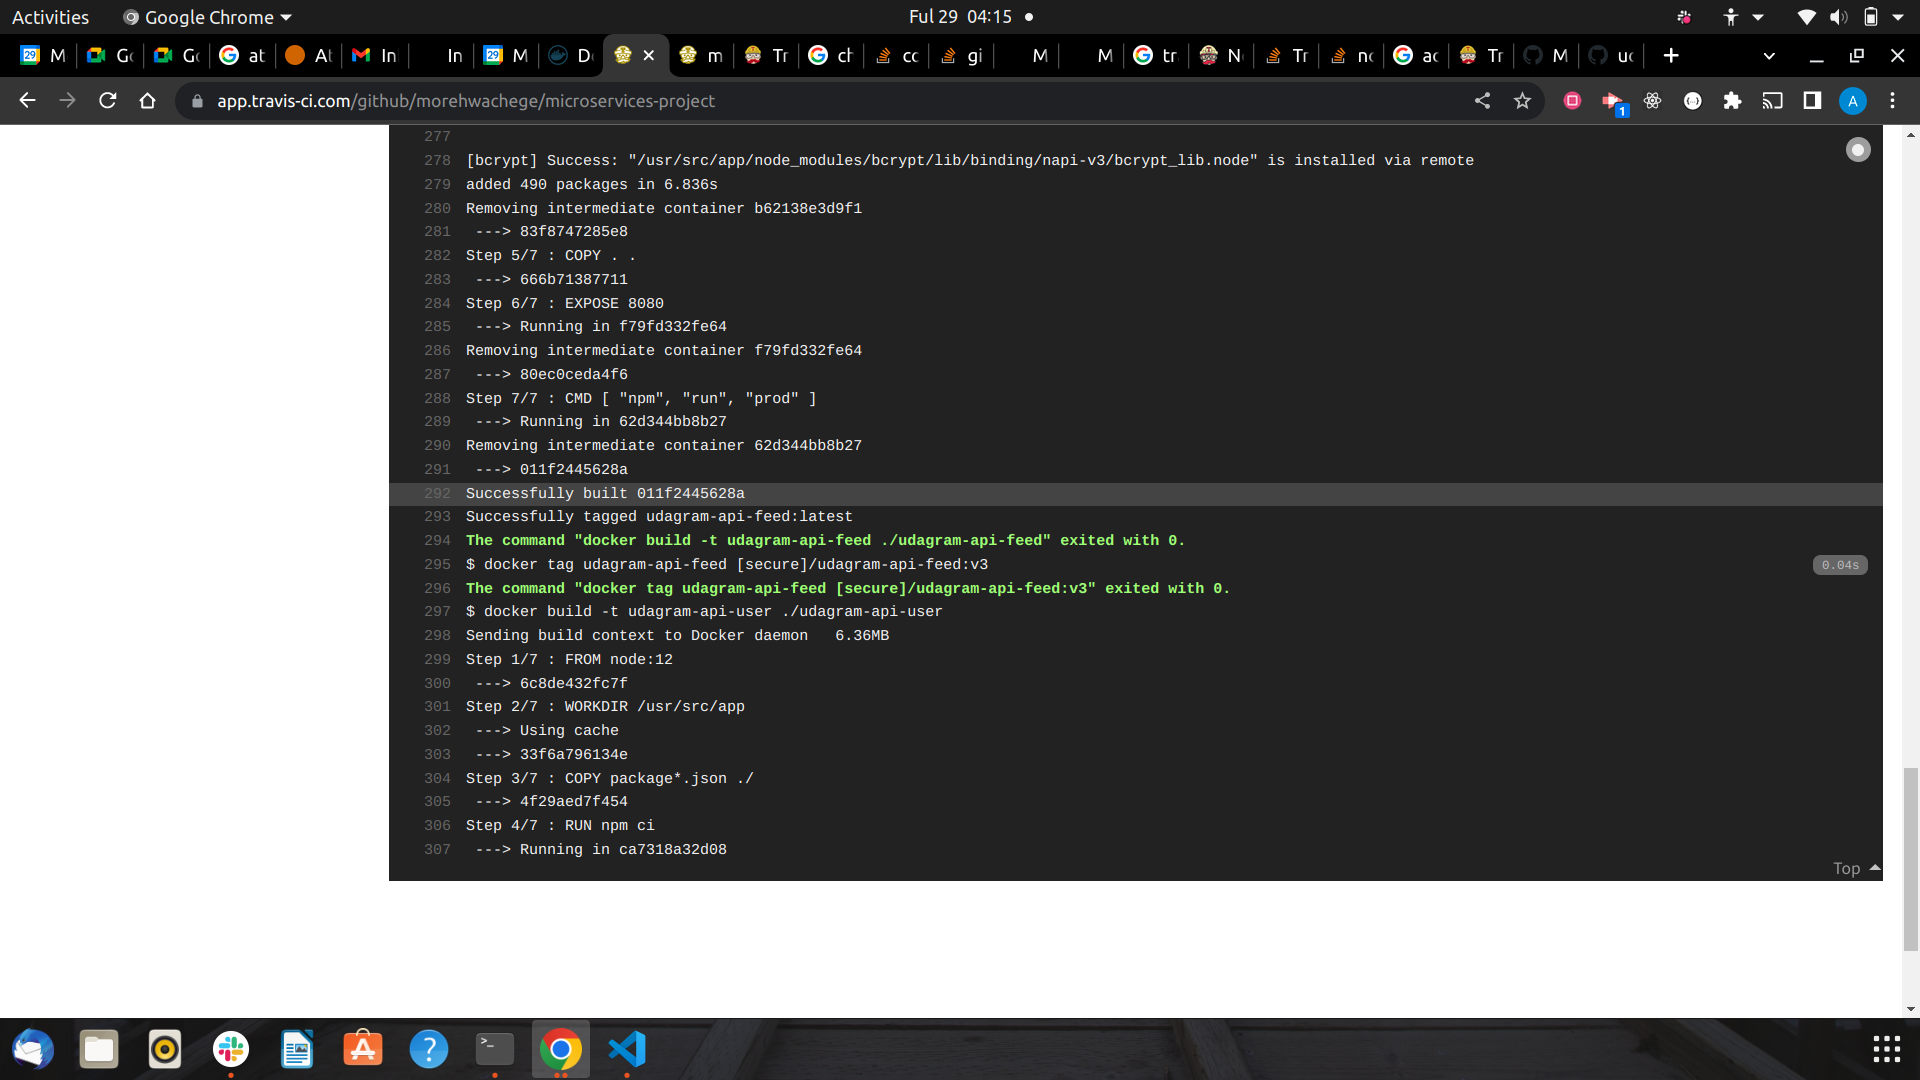 Activities
Google Chrome
Ful 29 04:15
29 M
Gc
Gc
at
At
In
In
29 M
D
m
Tr
ch
cc
gi
M
M
tr
N
Tr
nc
ac
Tr
M
uc
app.travis-ci.com/github/morehwachege/microservices-project
1
A
277
278 [bcrypt] Success: "/usr/src/app/node_modules/bcrypt/lib/binding/napi-v3/bcrypt_lib.node" is installed via remote
279 added 490 packages in 6.836s
280 Removing intermediate container b62138e3d9f1
281 ---> 83f8747285e8
282 Step 5/7 : COPY . .
283 ---> 666b71387711
284 Step 6/7 : EXPOSE 8080
285 ---> Running in f79fd332fe64
286 Removing intermediate container f79fd332fe64
287 ---> 80ec0ceda4f6
288 Step 7/7 : CMD [ "npm", "run", "prod" ]
289 ---> Running in 62d344bb8b27
290 Removing intermediate container 62d344bb8b27
291 ---> 011f2445628a
292 Successfully built 011f2445628a
293 Successfully tagged udagram-api-feed:latest
294 The command "docker build -t udagram-api-feed ./udagram-api-feed" exited with 0.
295 $ docker tag udagram-api-feed [secure]/udagram-api-feed:v3 0.04s
296 The command "docker tag udagram-api-feed [secure]/udagram-api-feed:v3" exited with 0.
297 $ docker build -t udagram-api-user ./udagram-api-user
298 Sending build context to Docker daemon 6.36MB
299 Step 1/7 : FROM node:12
300 ---> 6c8de432fc7f
301 Step 2/7 : WORKDIR /usr/src/app
302 ---> Using cache
303 ---> 33f6a796134e
304 Step 3/7 : COPY package*.json ./
305 ---> 4f29aed7f454
306 Step 4/7 : RUN npm ci
307 ---> Running in ca7318a32d08
Top